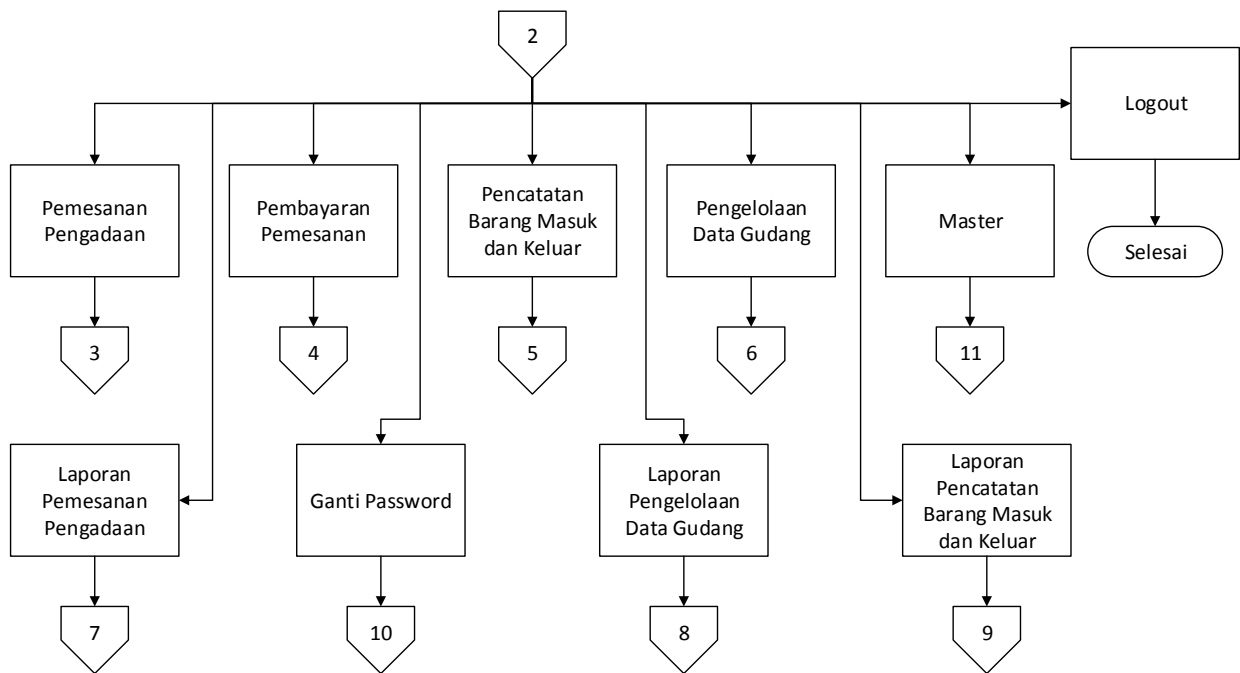 2
Logout
Pemesanan
Pengadaan
Pembayaran
Pemesanan
Pencatatan
Barang Masuk
dan Keluar
Pengelolaan
Data Gudang
Master
Selesai
3
4
5
6
11
Laporan
Pemesanan
Pengadaan
Ganti Password
Laporan
Pengelolaan
Data Gudang
Laporan
Pencatatan
Barang Masuk
dan Keluar
7
10
8
9